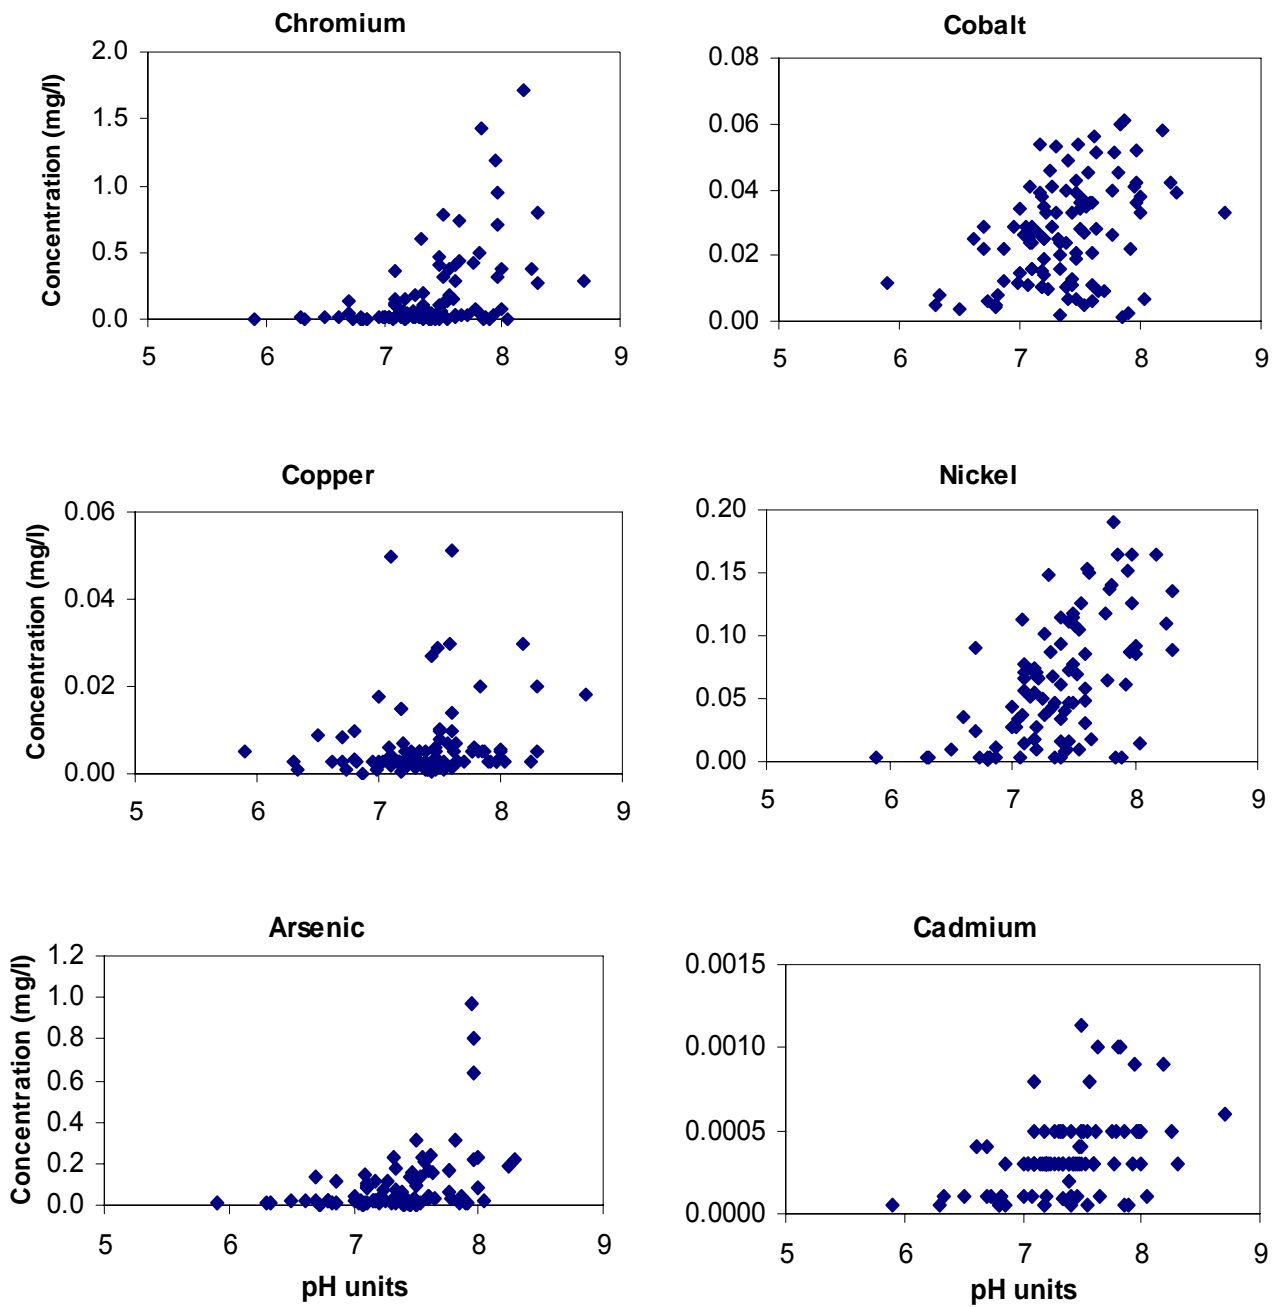 Chromium
Concentration (mg/l)
2.0
1.5
1.0
0.5
0.0
5 6 7 8 9
Cobalt
0.08
0.06
0.04
0.02
0.00
5 6 7 8 9
Copper
Concentration (mg/l)
0.06
0.04
0.02
0.00
5 6 7 8 9
Nickel
0.20
0.15
0.10
0.05
0.00
5 6 7 8 9
Arsenic
Concentration (mg/l)
1.2
1.0
0.8
0.6
0.4
0.2
0.0
5 6 7 8 9
pH units
Cadmium
0.0015
0.0010
0.0005
0.0000
5 6 7 8 9
pH units